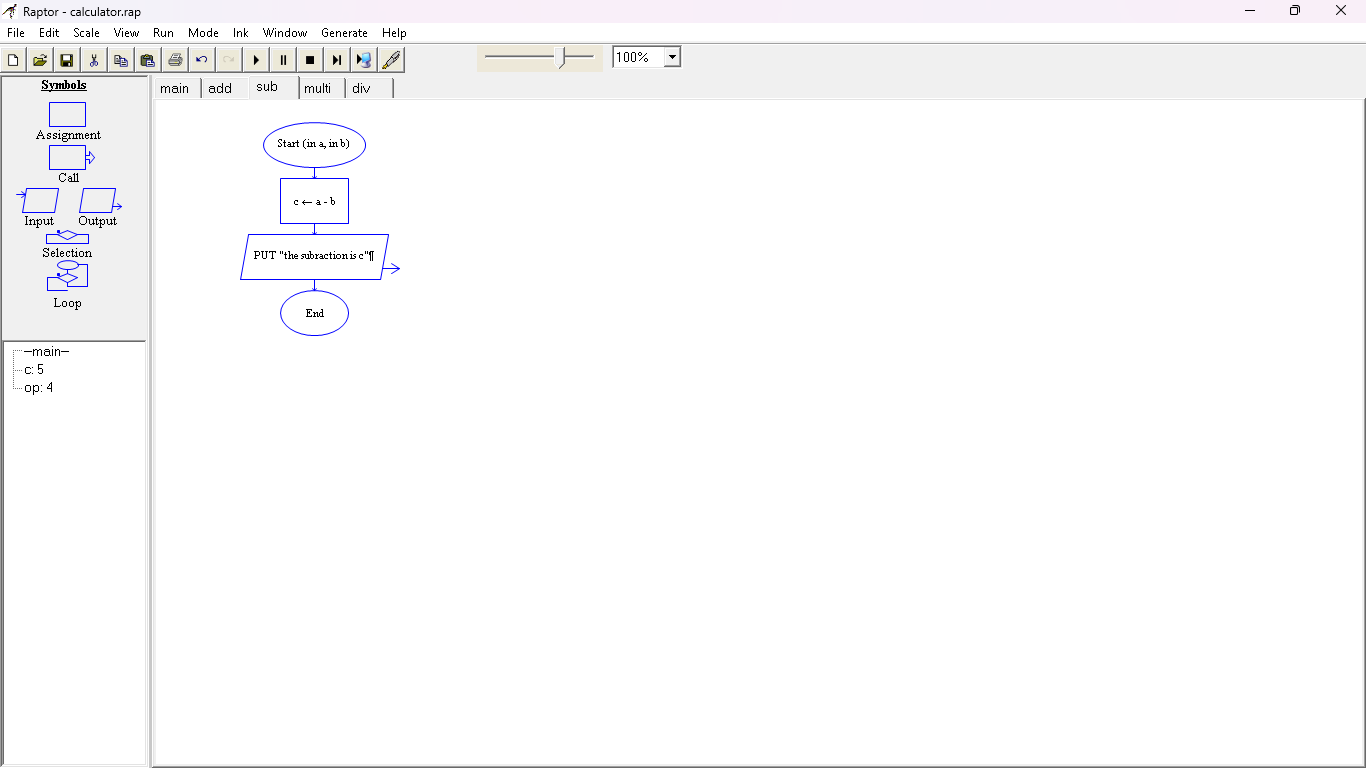 Raptor - calculator.rap
File Edit Scale View Run Mode Ink Window Generate Help
100%
Symbols
Assignment
Call
Input Output
Selection
Loop
main add sub multi div
Start (in a, in b)
c ← a - b
PUT "the subraction is c"¶
End
—main—
c: 5
op: 4